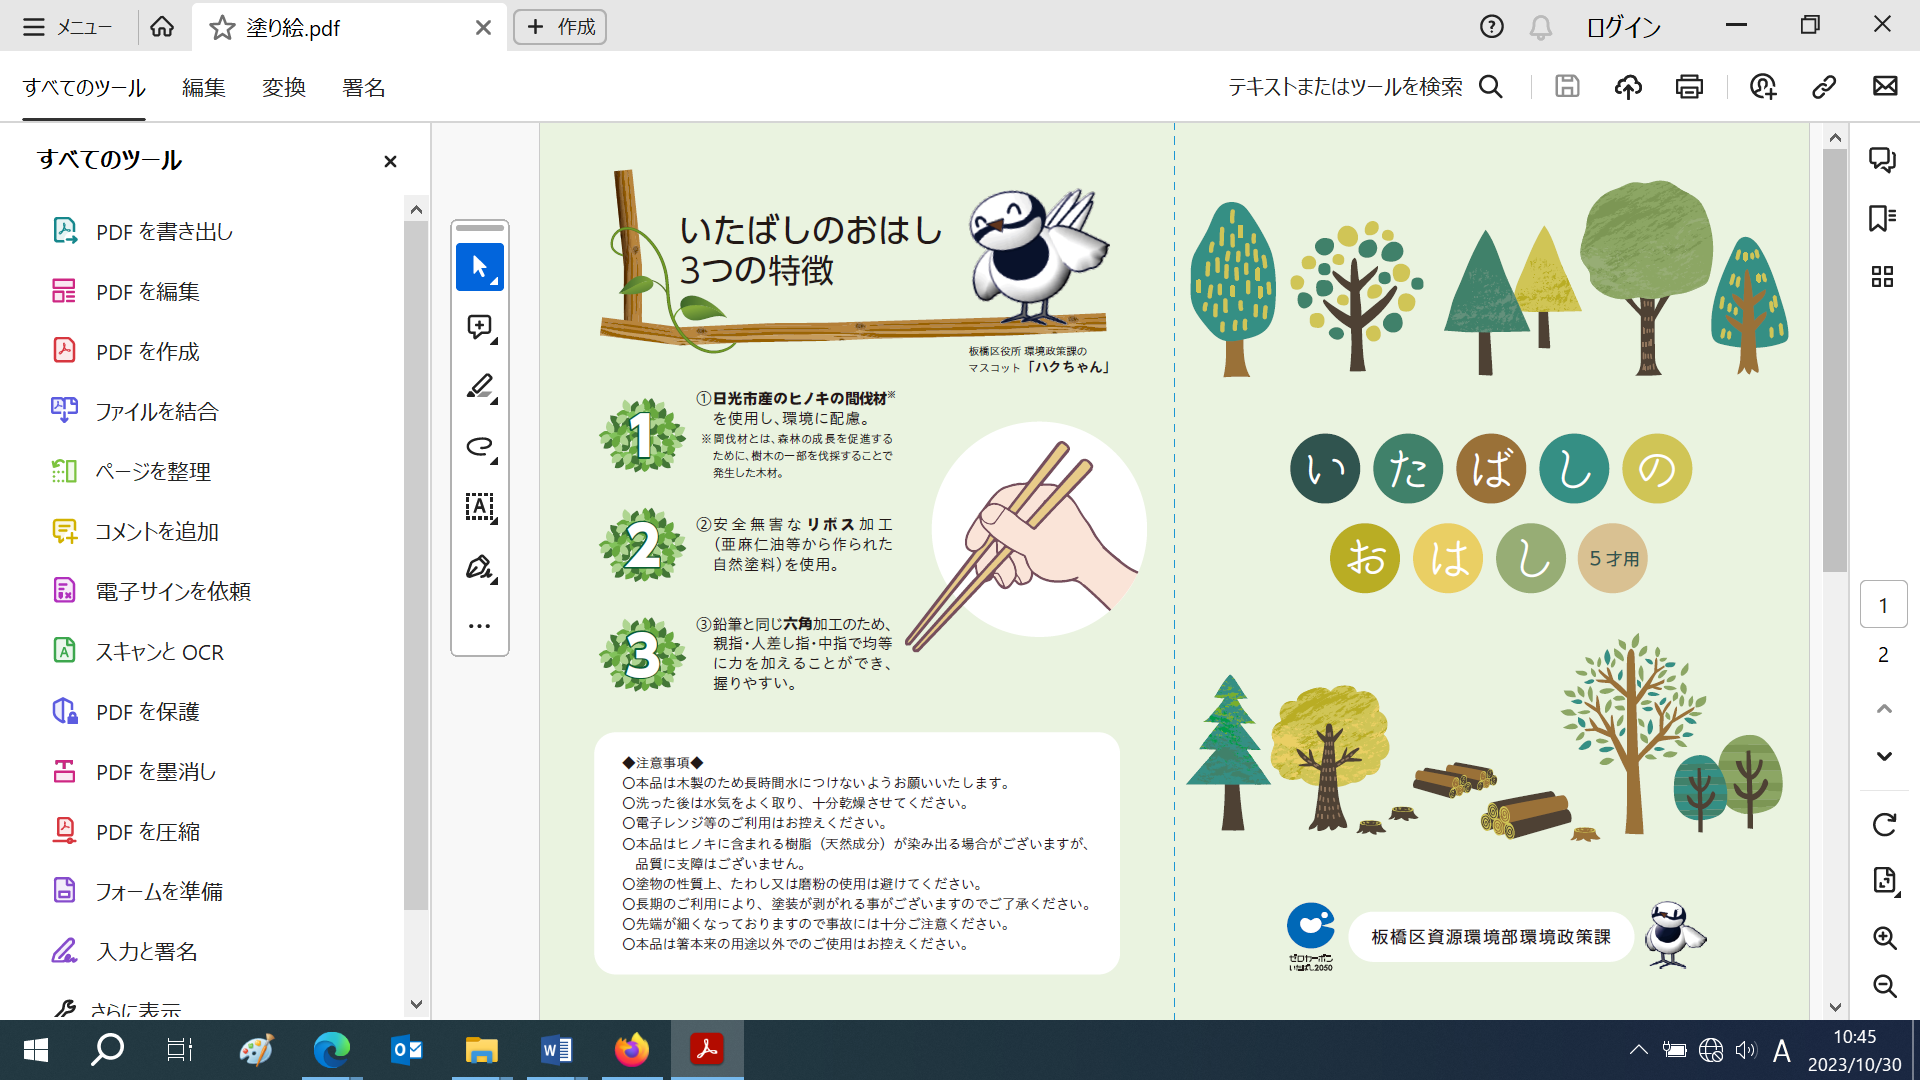 メニュー
塗り絵.pdf
作成
ログイン
すべてのツール
編集
変換
署名
テキストまたはツールを検索
すべてのツール
PDF を書き出し
PDF を編集
PDF を作成
ファイルを結合
ページを整理
コメントを追加
電子サインを依頼
スキャンと OCR
PDF を保護
PDF を墨消し
PDF を圧縮
フォームを準備
入力と署名
さらに表示
いたばしのおはし
3つの特徴
板橋区役所 環境政策課の
マスコット「ハクちゃん」
1
①日光市産のヒノキの間伐材※
を使用し、環境に配慮。
※間伐材とは、森林の成長を促進する
ために、樹木の一部を伐採することで
発生した木材。
2
②安全無害なリボス加工
（亜麻仁油等から作られた
自然塗料）を使用。
3
③鉛筆と同じ六角加工のため、
親指・人差し指・中指で均等
に力を加えることができ、
握りやすい。
◆注意事項◆
〇本品は木製のため長時間水につけないようお願いいたします。
〇洗った後は水気をよく取り、十分乾燥させてください。
〇電子レンジ等のご利用はお控えください。
〇本品はヒノキに含まれる樹脂（天然成分）が染み出る場合がございますが、
品質に支障はございません。
〇塗物の性質上、たわし又は磨粉の使用は避けてください。
〇長期のご利用により、塗装が剥がれる事がございますのでご了承ください。
〇先端が細くなっておりますので事故には十分ご注意ください。
〇本品は箸本来の用途以外でのご使用はお控えください。
いたばしの
おはし 5才用
ゼロカーボン
いたばし2050
板橋区資源環境部環境政策課
1
2
A
10:45
2023/10/30